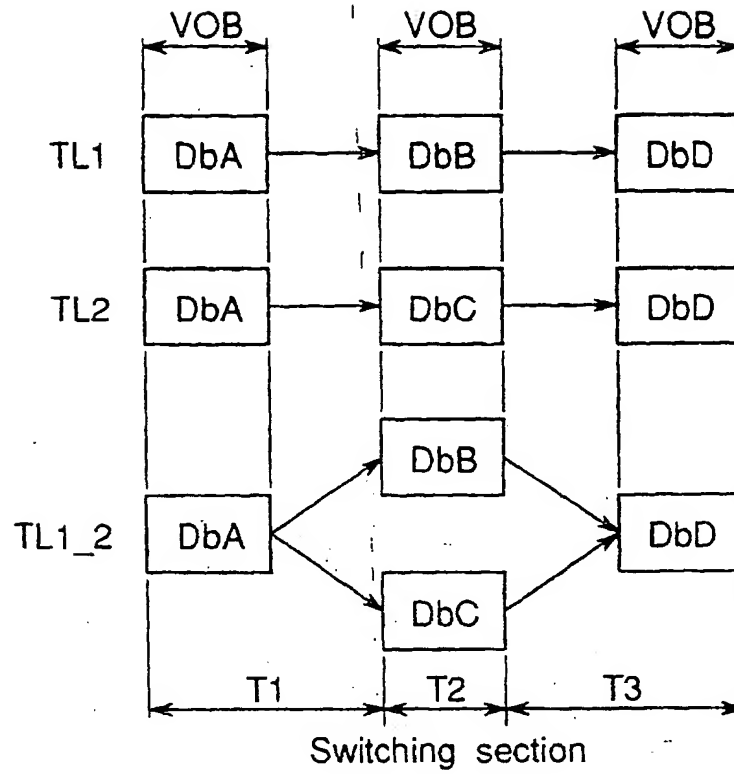 VOB VOB VOB
TL1 DbA DbB DbD
TL2 DbA DbC DbD
DbB
TL1_2 DbA DbD
DbC
T1 T2 T3
Switching section